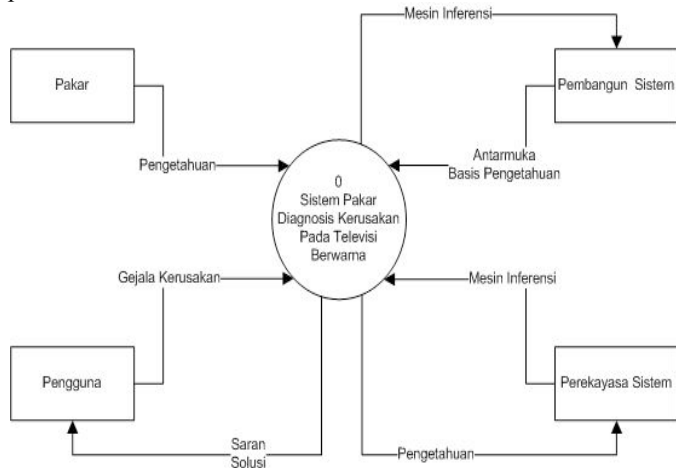 Mesin Inferensi
Pakar
Pembangun Sistem
Pengetahuan
Antarmuka
Basis Pengetahuan
0
Sistem Pakar
Diagnosis Kerusakan
Pada Televisi
Berwarna
Gejala Kerusakan
Mesin Inferensi
Pengguna
Perekayasa Sistem
Saran
Solusi
Pengetahuan